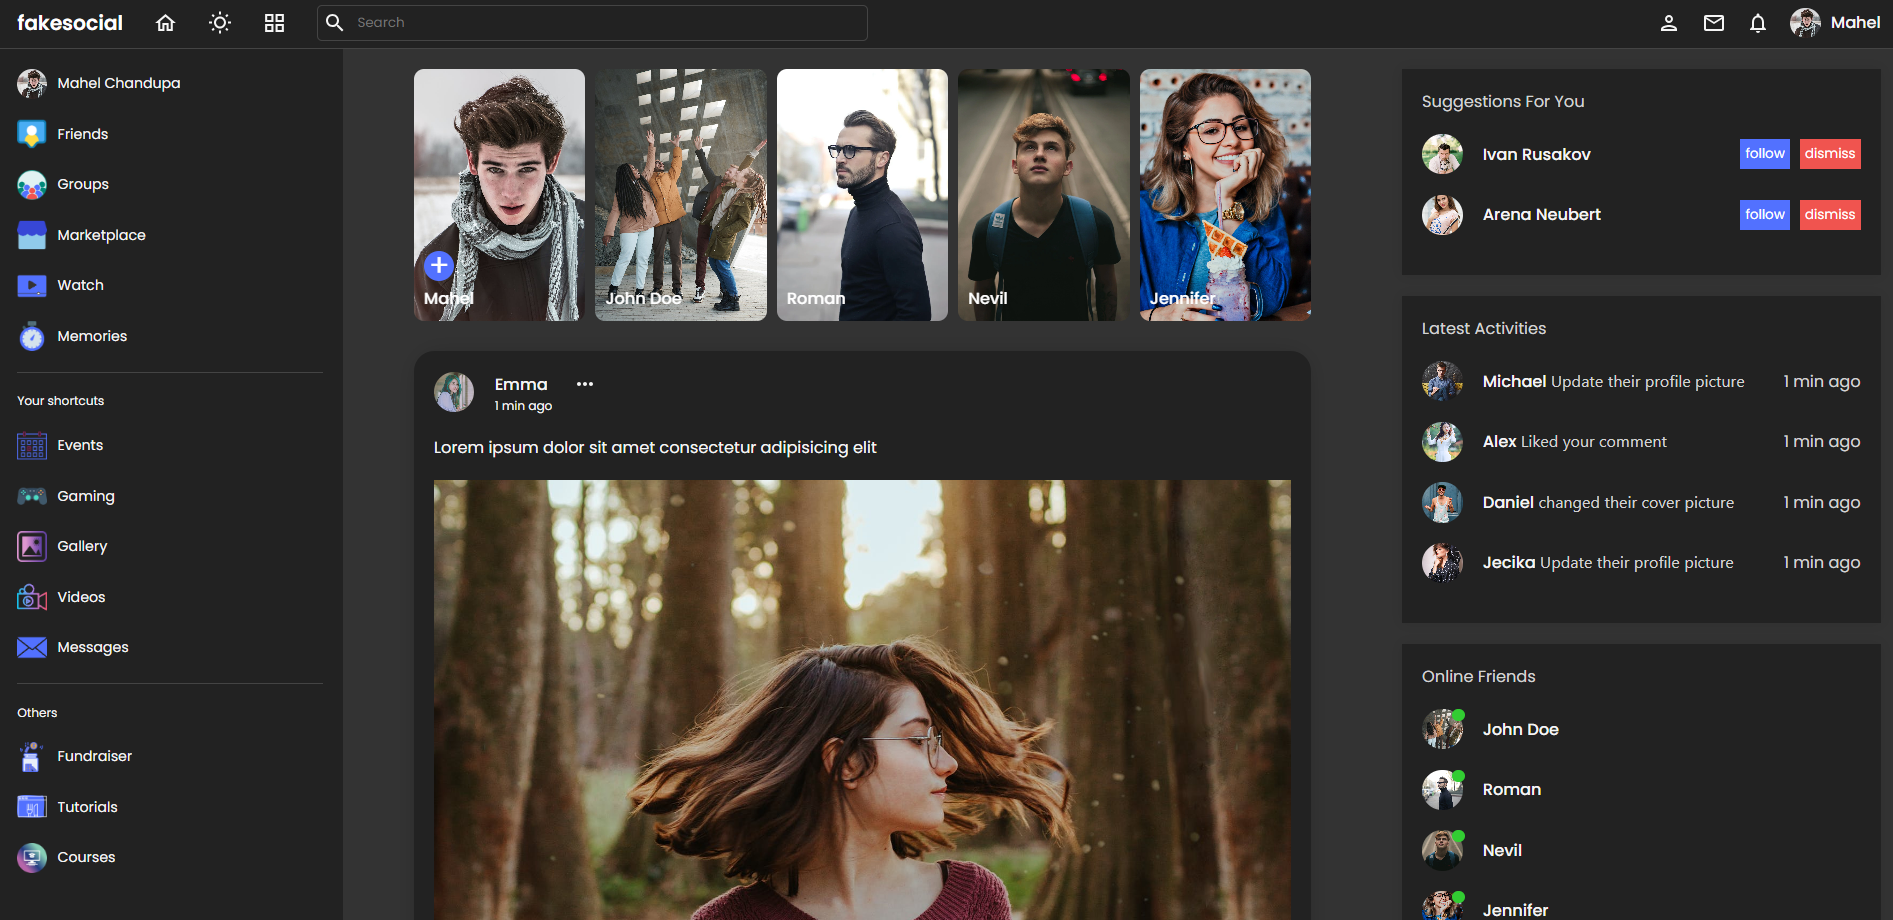 fakesocial
Search
Mahel
Mahel Chandupa
Friends
Groups
Marketplace
Watch
Memories
Your shortcuts
Events
Gaming
Gallery
Videos
Messages
Others
Fundraiser
Tutorials
Courses
Mahel
John Doe
Roman
Nevil
Jennifer
Emma
1 min ago
Lorem ipsum dolor sit amet consectetur adipisicing elit
Suggestions For You
Ivan Rusakov follow dismiss
Arena Neubert follow dismiss
Latest Activities
Michael Update their profile picture 1 min ago
Alex Liked your comment 1 min ago
Daniel changed their cover picture 1 min ago
Jecika Update their profile picture 1 min ago
Online Friends
John Doe
Roman
Nevil
Jennifer